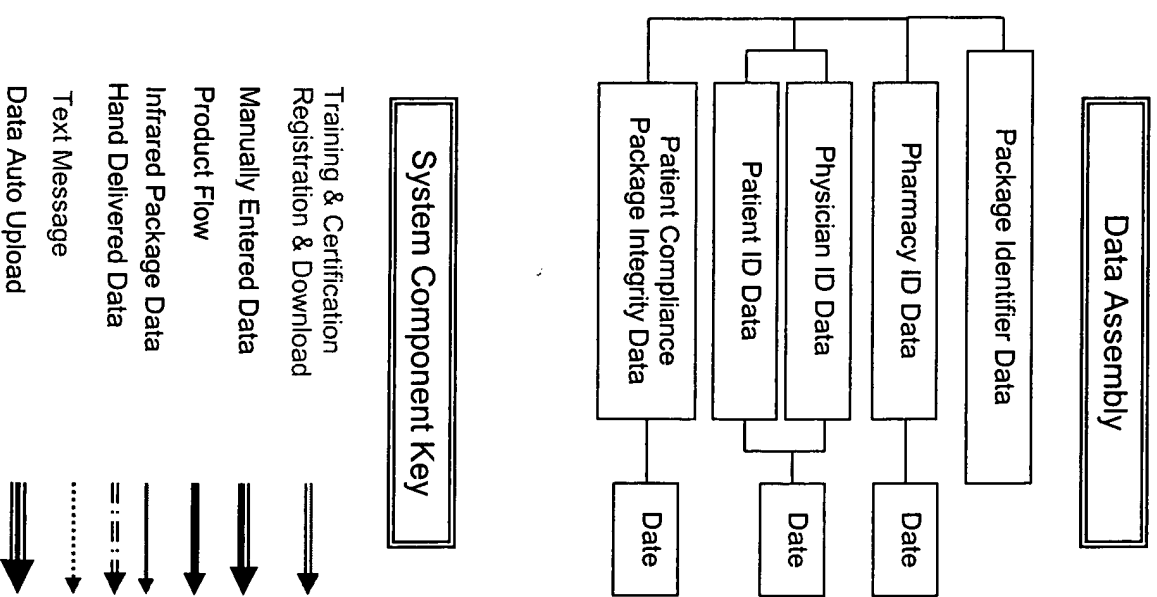 Data Assembly
Package Identifier Data
Pharmacy ID Data
Date
Physician ID Data
Patient ID Data
Date
Patient Compliance
Package Integrity Data
Date
System Component Key
Training & Certification
Registration & Download
Manually Entered Data
Product Flow
Infrared Package Data
Hand Delivered Data
Text Message
Data Auto Upload